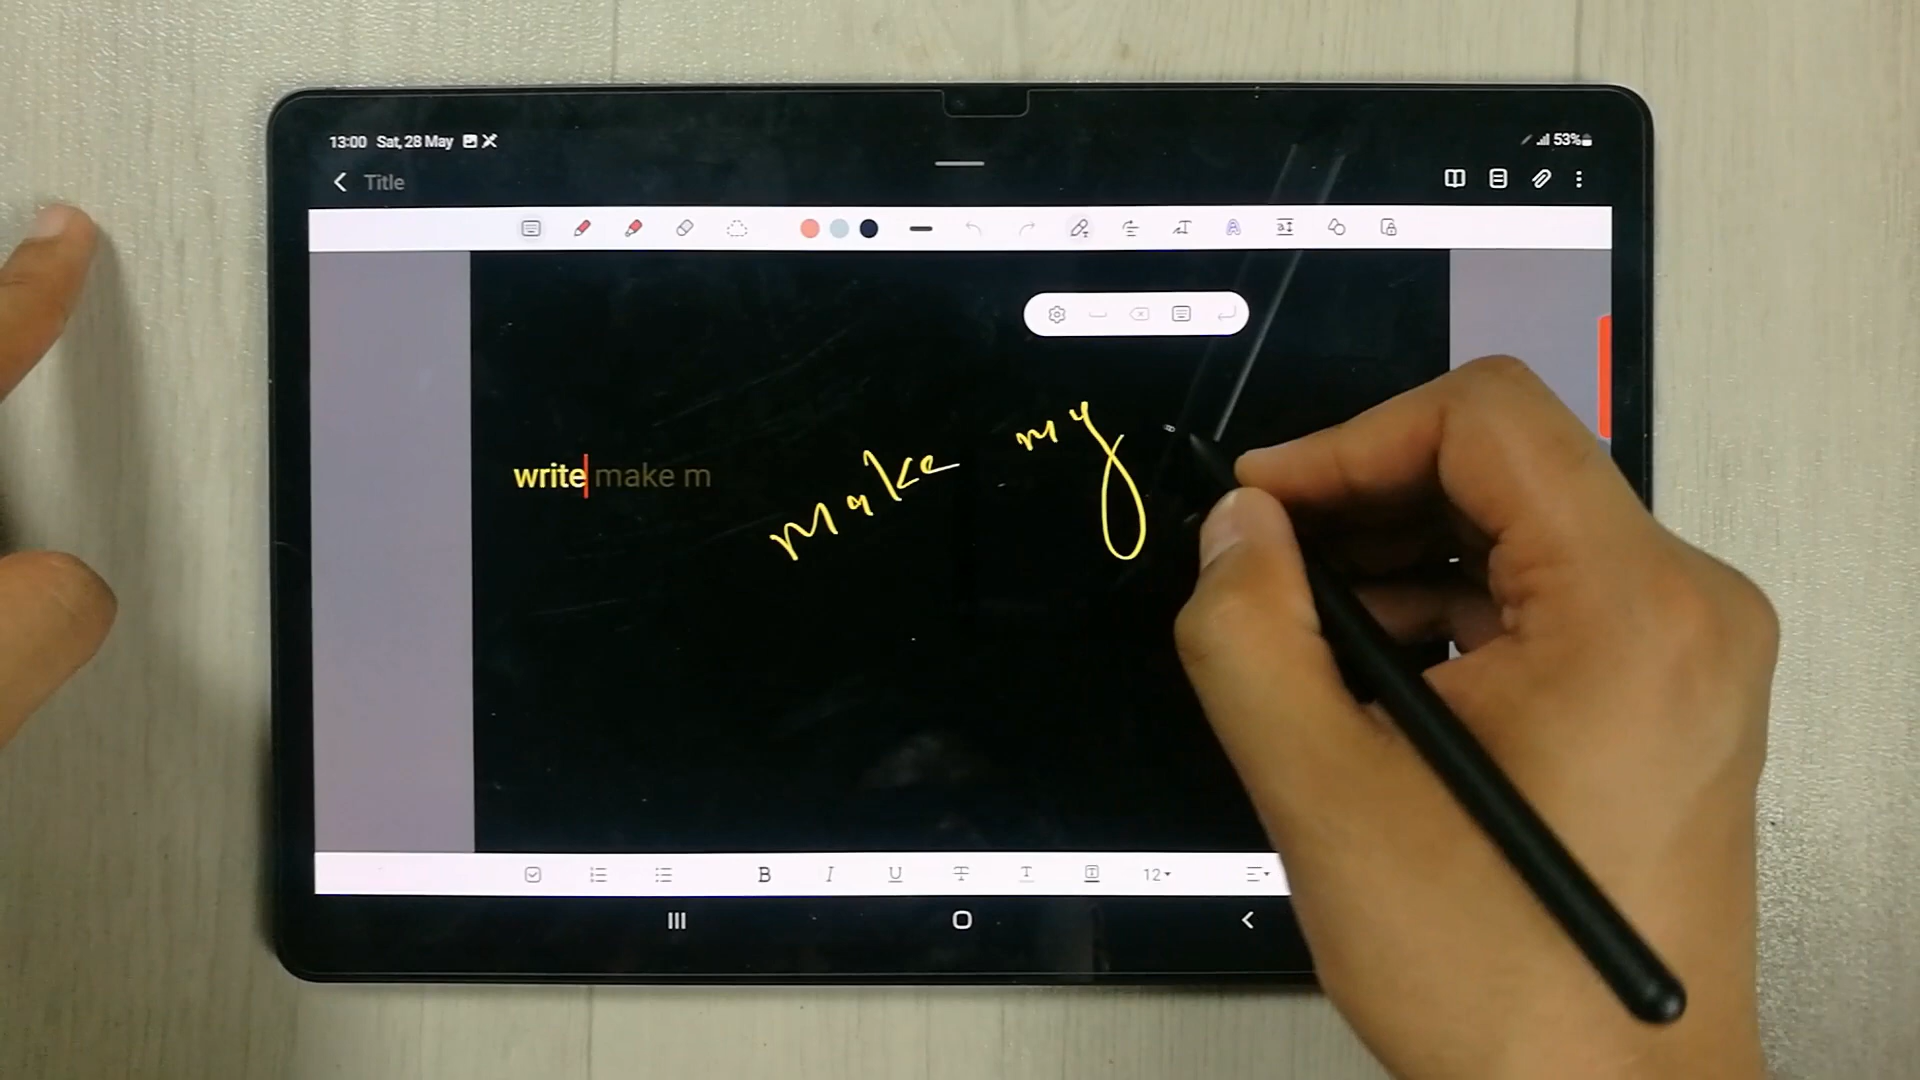 13:00 Sat, 28 May 53%
Title
write make m
make my
B I U T T T 12